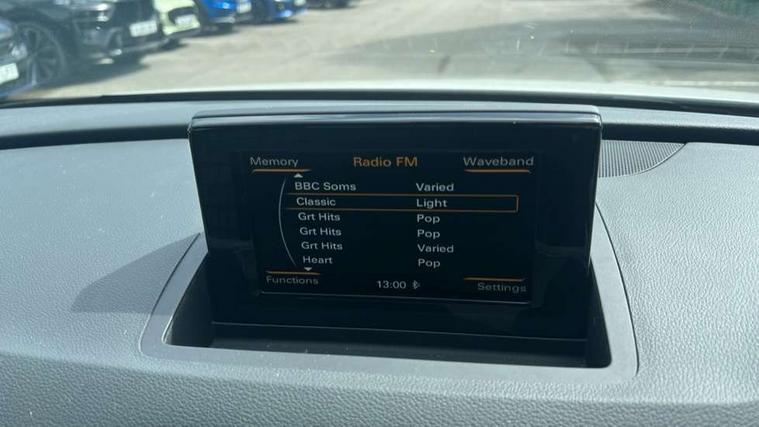 Memory Radio FM Waveband
BBC Soms Varied
Classic Light
Grt Hits Pop
Grt Hits Pop
Grt Hits Varied
Heart Pop
Functions 13:00 Settings